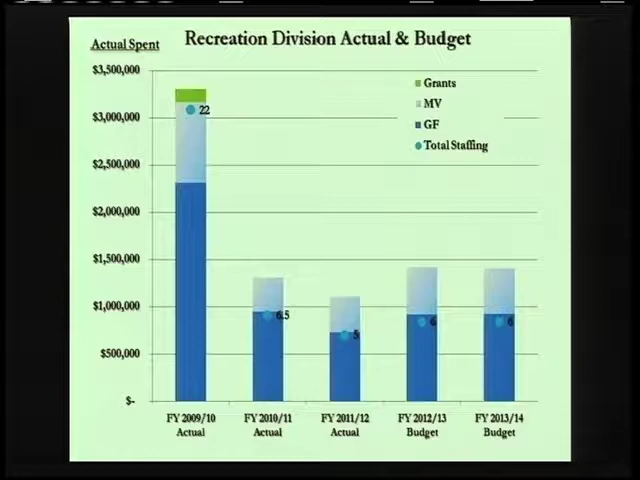 Recreation Division Actual & Budget
Actual Spent
$3,500,000
$3,000,000
$2,500,000
$2,000,000
$1,500,000
$1,000,000
$500,000
$-
Grants
MV
GF
Total Staffing
22
6.5
5
6
6
FY 2009/10
Actual
FY 2010/11
Actual
FY 2011/12
Actual
FY 2012/13
Budget
FY 2013/14
Budget